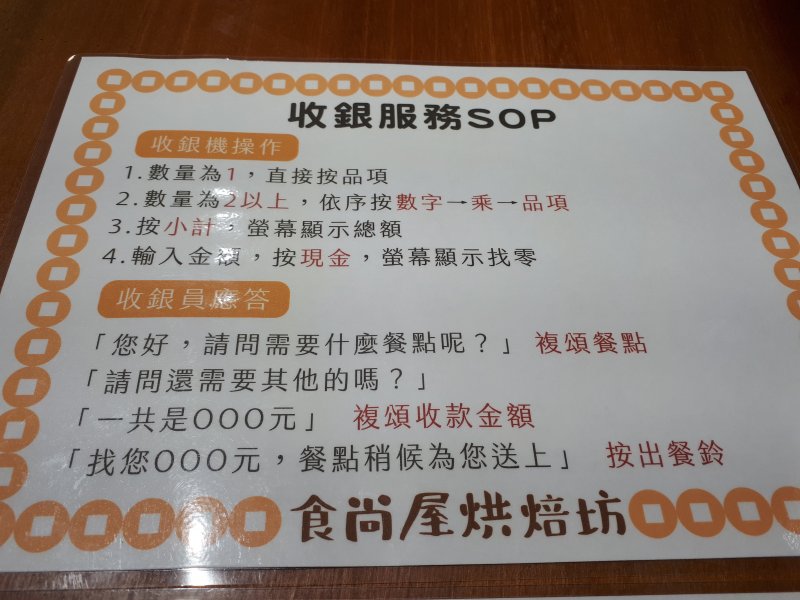 收銀服務SOP
收銀機操作
1.數量為1，直接按品項
2.數量為2以上，依序按數字→乘→品項
3.按小計，螢幕顯示總額
4.輸入金額，按現金，螢幕顯示找零
收銀員應答
「您好，請問需要什麼餐點呢？」 複頌餐點
「請問還需要其他的嗎？」
「一共是OOO元」 複頌收款金額
「找您OOO元，餐點稍候為您送上」 按出餐鈴
食尚屋烘焙坊